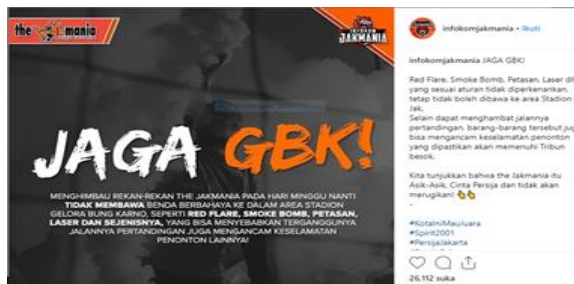 the jakmania
INFOKOM
JAKMANIA
JAGA GBK!
MENGHIMBAU REKAN-REKAN THE JAKMANIA PADA HARI MINGGU NANTI
TIDAK MEMBAWA BENDA BERBAHAYA KE DALAM AREA STADION
GELORA BUNG KARNO, SEPERTI RED FLARE, SMOKE BOMB, PETASAN,
LASER DAN SEJENISNYA, YANG BISA MENYEBABKAN TERGANGGUNYA
JALANNYA PERTANDINGAN JUGA MENGANCAM KESELAMATAN
PENONTON LAINNYA!
infokomjakmania • Ikuti
infokomjakmania JAGA GBK!
Red Flare, Smoke Bomb, Petasan, Laser dll
yang sesuai aturan tidak diperkenankan,
tetap tidak boleh dibawa ke area Stadion
Jak.
Selain dapat menghambat jalannya
pertandingan, barang-barang tersebut jug
bisa mengancam keselamatan penonton
yang dipastikan akan memenuhi Tribun
besok.
Kita tunjukkan bahwa the Jakmania itu
Asik-Asik, Cinta Persija dan tidak akan
merugikan!
-
#KotaIniMauJuara
#Spirit2001
#PersijaJakarta
26.112 suka